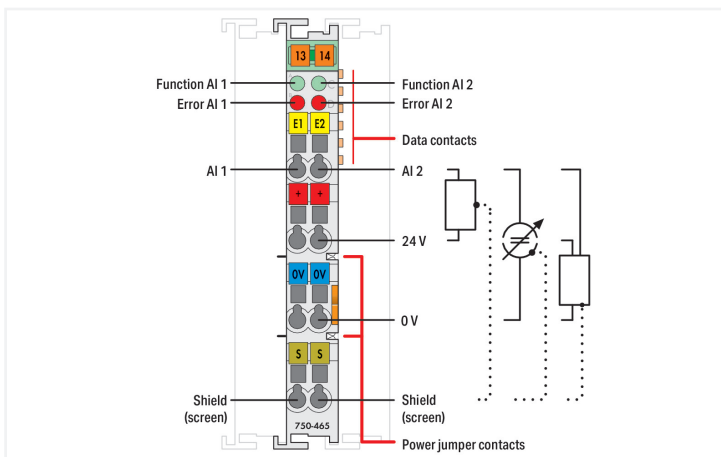 13 14
Function AI 1
Function AI 2
C
Error AI 1
Error AI 2
D
E1 E2
Data contacts
AI 1
AI 2
+ +
24 V
0V 0V
0 V
S S
Shield
(screen)
Shield
(screen)
750-465
Power jumper contacts